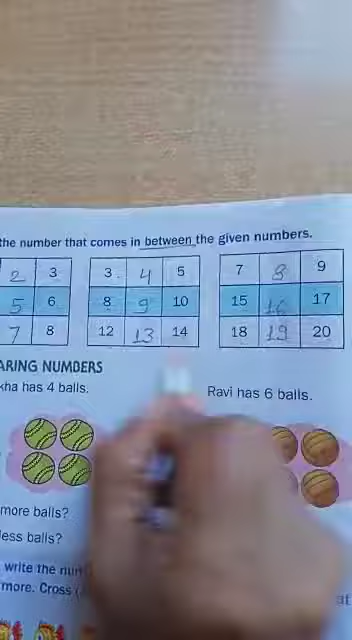 the number that comes in between the given numbers.
2 3 3 4 5 7 8 9
5 6 8 9 10 15 16 17
7 8 12 13 14 18 19 20
ARING NUMBERS
kha has 4 balls. Ravi has 6 balls.
more balls?
less balls?
write the
more. Cross
at